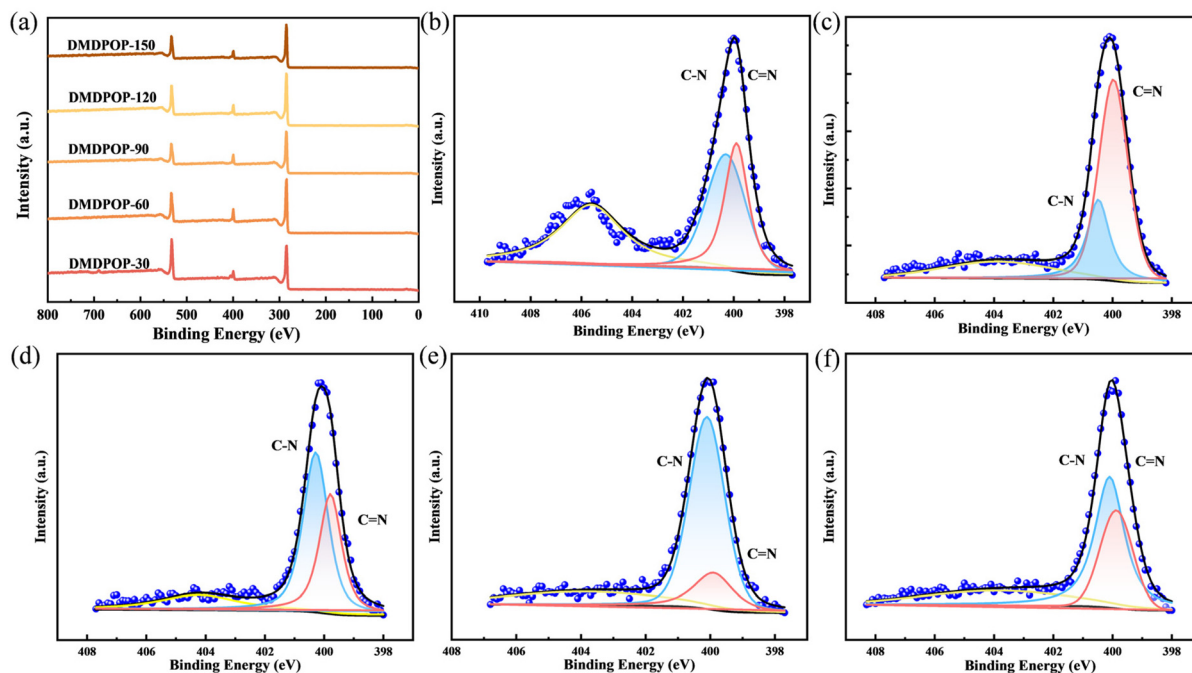 (a)
DMDPOP-150
DMDPOP-120
DMDPOP-90
DMDPOP-60
DMDPOP-30
Intensity (a.u.)
800 700 600 500 400 300 200 100 0
Binding Energy (eV)
(b)
C-N C=N
Intensity (a.u.)
410 408 406 404 402 400 398
Binding Energy (eV)
(c)
C=N
C-N
Intensity (a.u.)
408 406 404 402 400 398
Binding Energy (eV)
(d)
C-N
C=N
Intensity (a.u.)
408 406 404 402 400 398
Binding Energy (eV)
(e)
C-N
C=N
Intensity (a.u.)
408 406 404 402 400 398
Binding Energy (eV)
(f)
C-N C=N
Intensity (a.u.)
408 406 404 402 400 398
Binding Energy (eV)